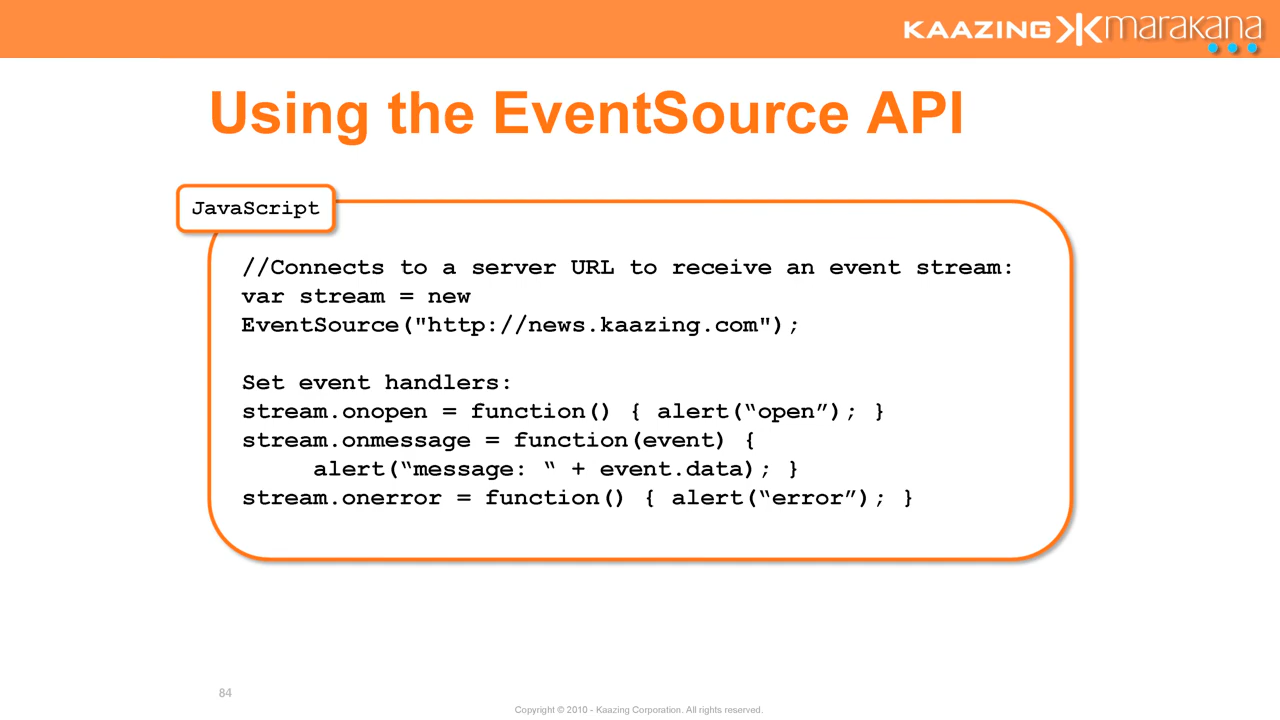 KAAZING marakana
Using the EventSource API
JavaScript
//Connects to a server URL to receive an event stream:
var stream = new
EventSource("http://news.kaazing.com");
Set event handlers:
stream.onopen = function() { alert(“open”); }
stream.onmessage = function(event) {
alert(“message: “ + event.data); }
stream.onerror = function() { alert(“error”); }
84
Copyright © 2010 - Kaazing Corporation. All rights reserved.